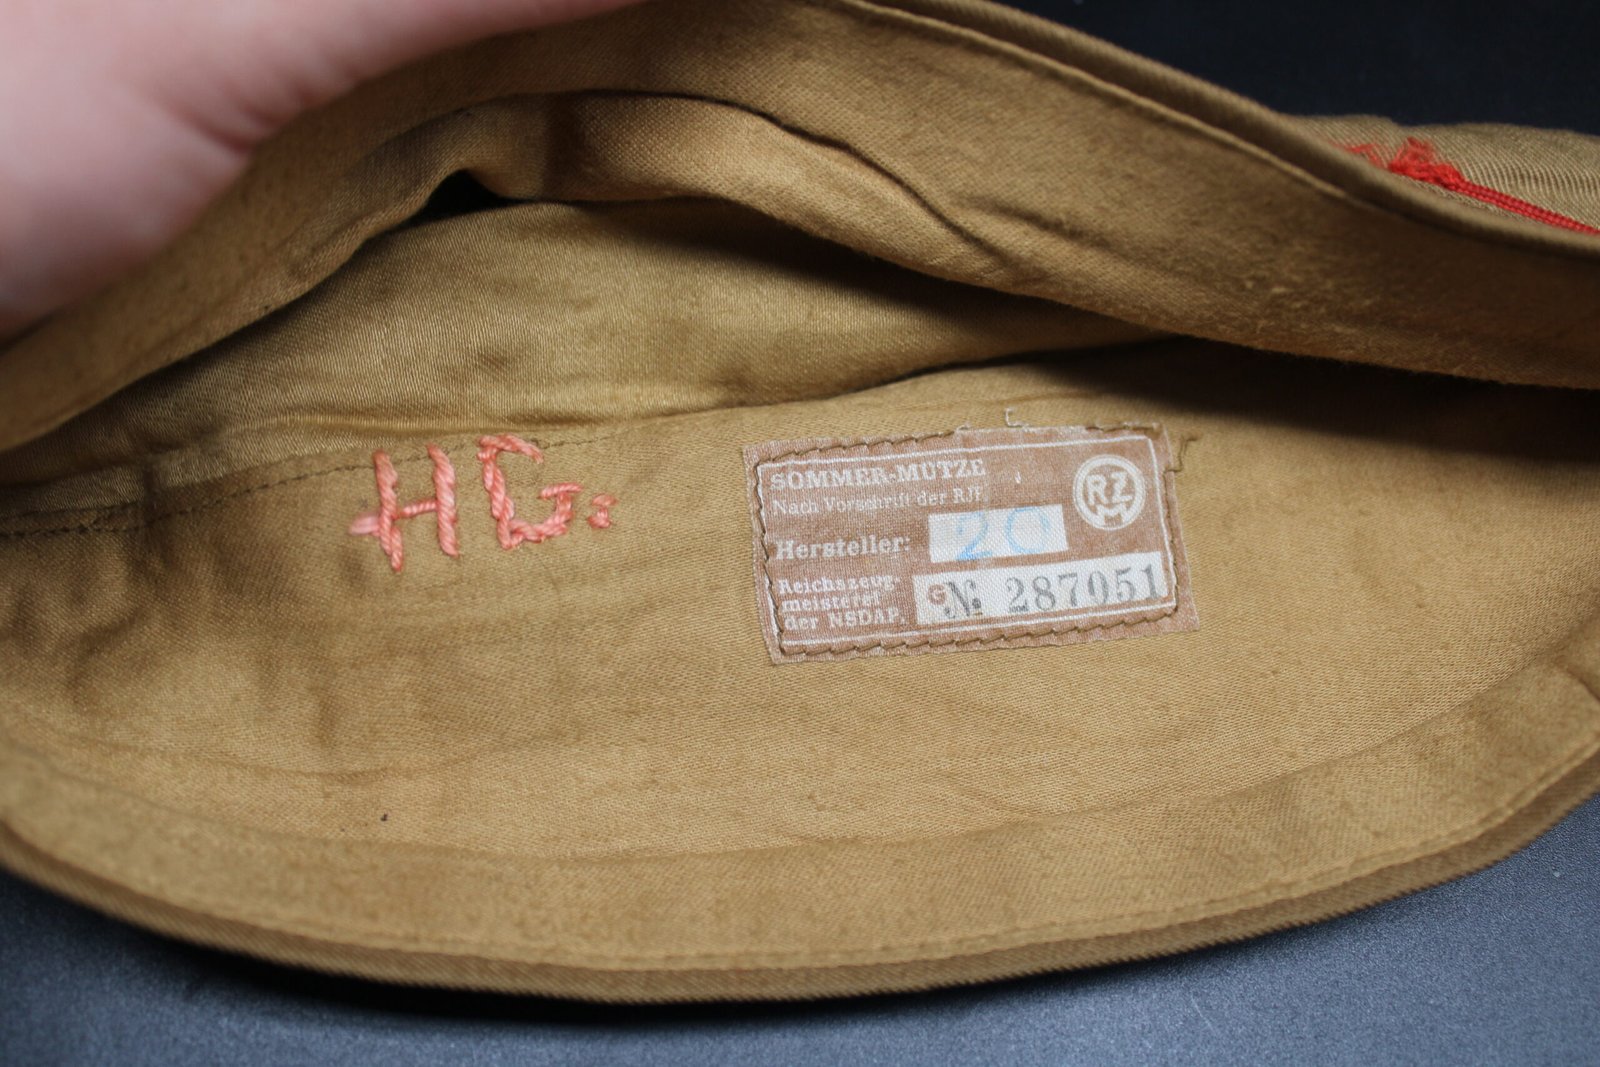 HG.
SOMMER-MÜTZE
Nach Vorschrift der RJF.
RZM
Hersteller: 20
Reichszeug-
meisterei
der NSDAP.
G № 287051